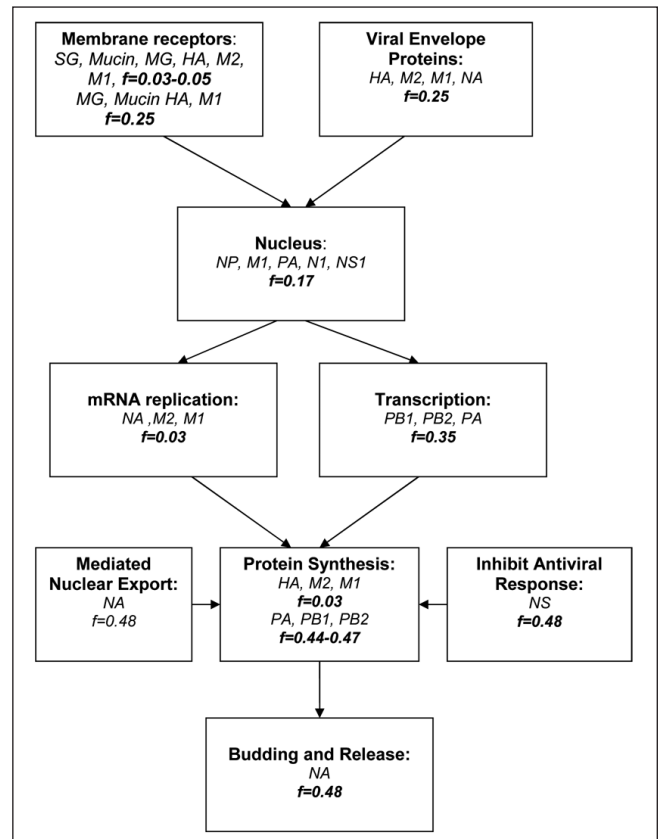 Membrane receptors:
SG, Mucin, MG, HA, M2,
M1, f=0.03-0.05
MG, Mucin HA, M1
f=0.25
Viral Envelope
Proteins:
HA, M2, M1, NA
f=0.25
Nucleus:
NP, M1, PA, N1, NS1
f=0.17
mRNA replication:
NA ,M2, M1
f=0.03
Transcription:
PB1, PB2, PA
f=0.35
Mediated
Nuclear Export:
NA
f=0.48
Protein Synthesis:
HA, M2, M1
f=0.03
PA, PB1, PB2
f=0.44-0.47
Inhibit Antiviral
Response:
NS
f=0.48
Budding and Release:
NA
f=0.48